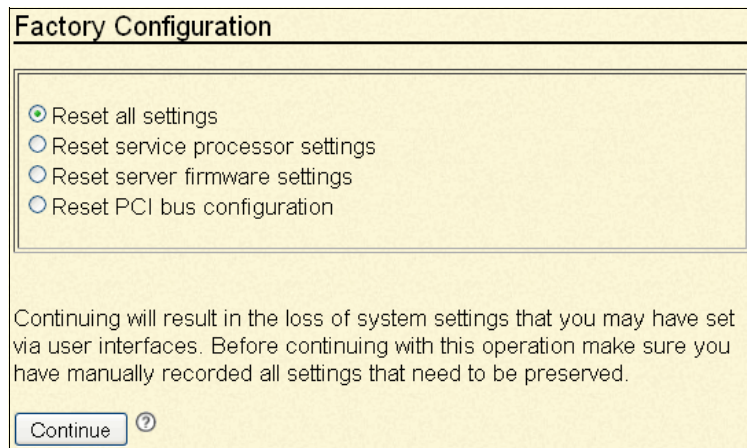 Factory Configuration
Reset all settings
Reset service processor settings
Reset server firmware settings
Reset PCI bus configuration
Continuing will result in the loss of system settings that you may have set
via user interfaces. Before continuing with this operation make sure you
have manually recorded all settings that need to be preserved.
Continue ?